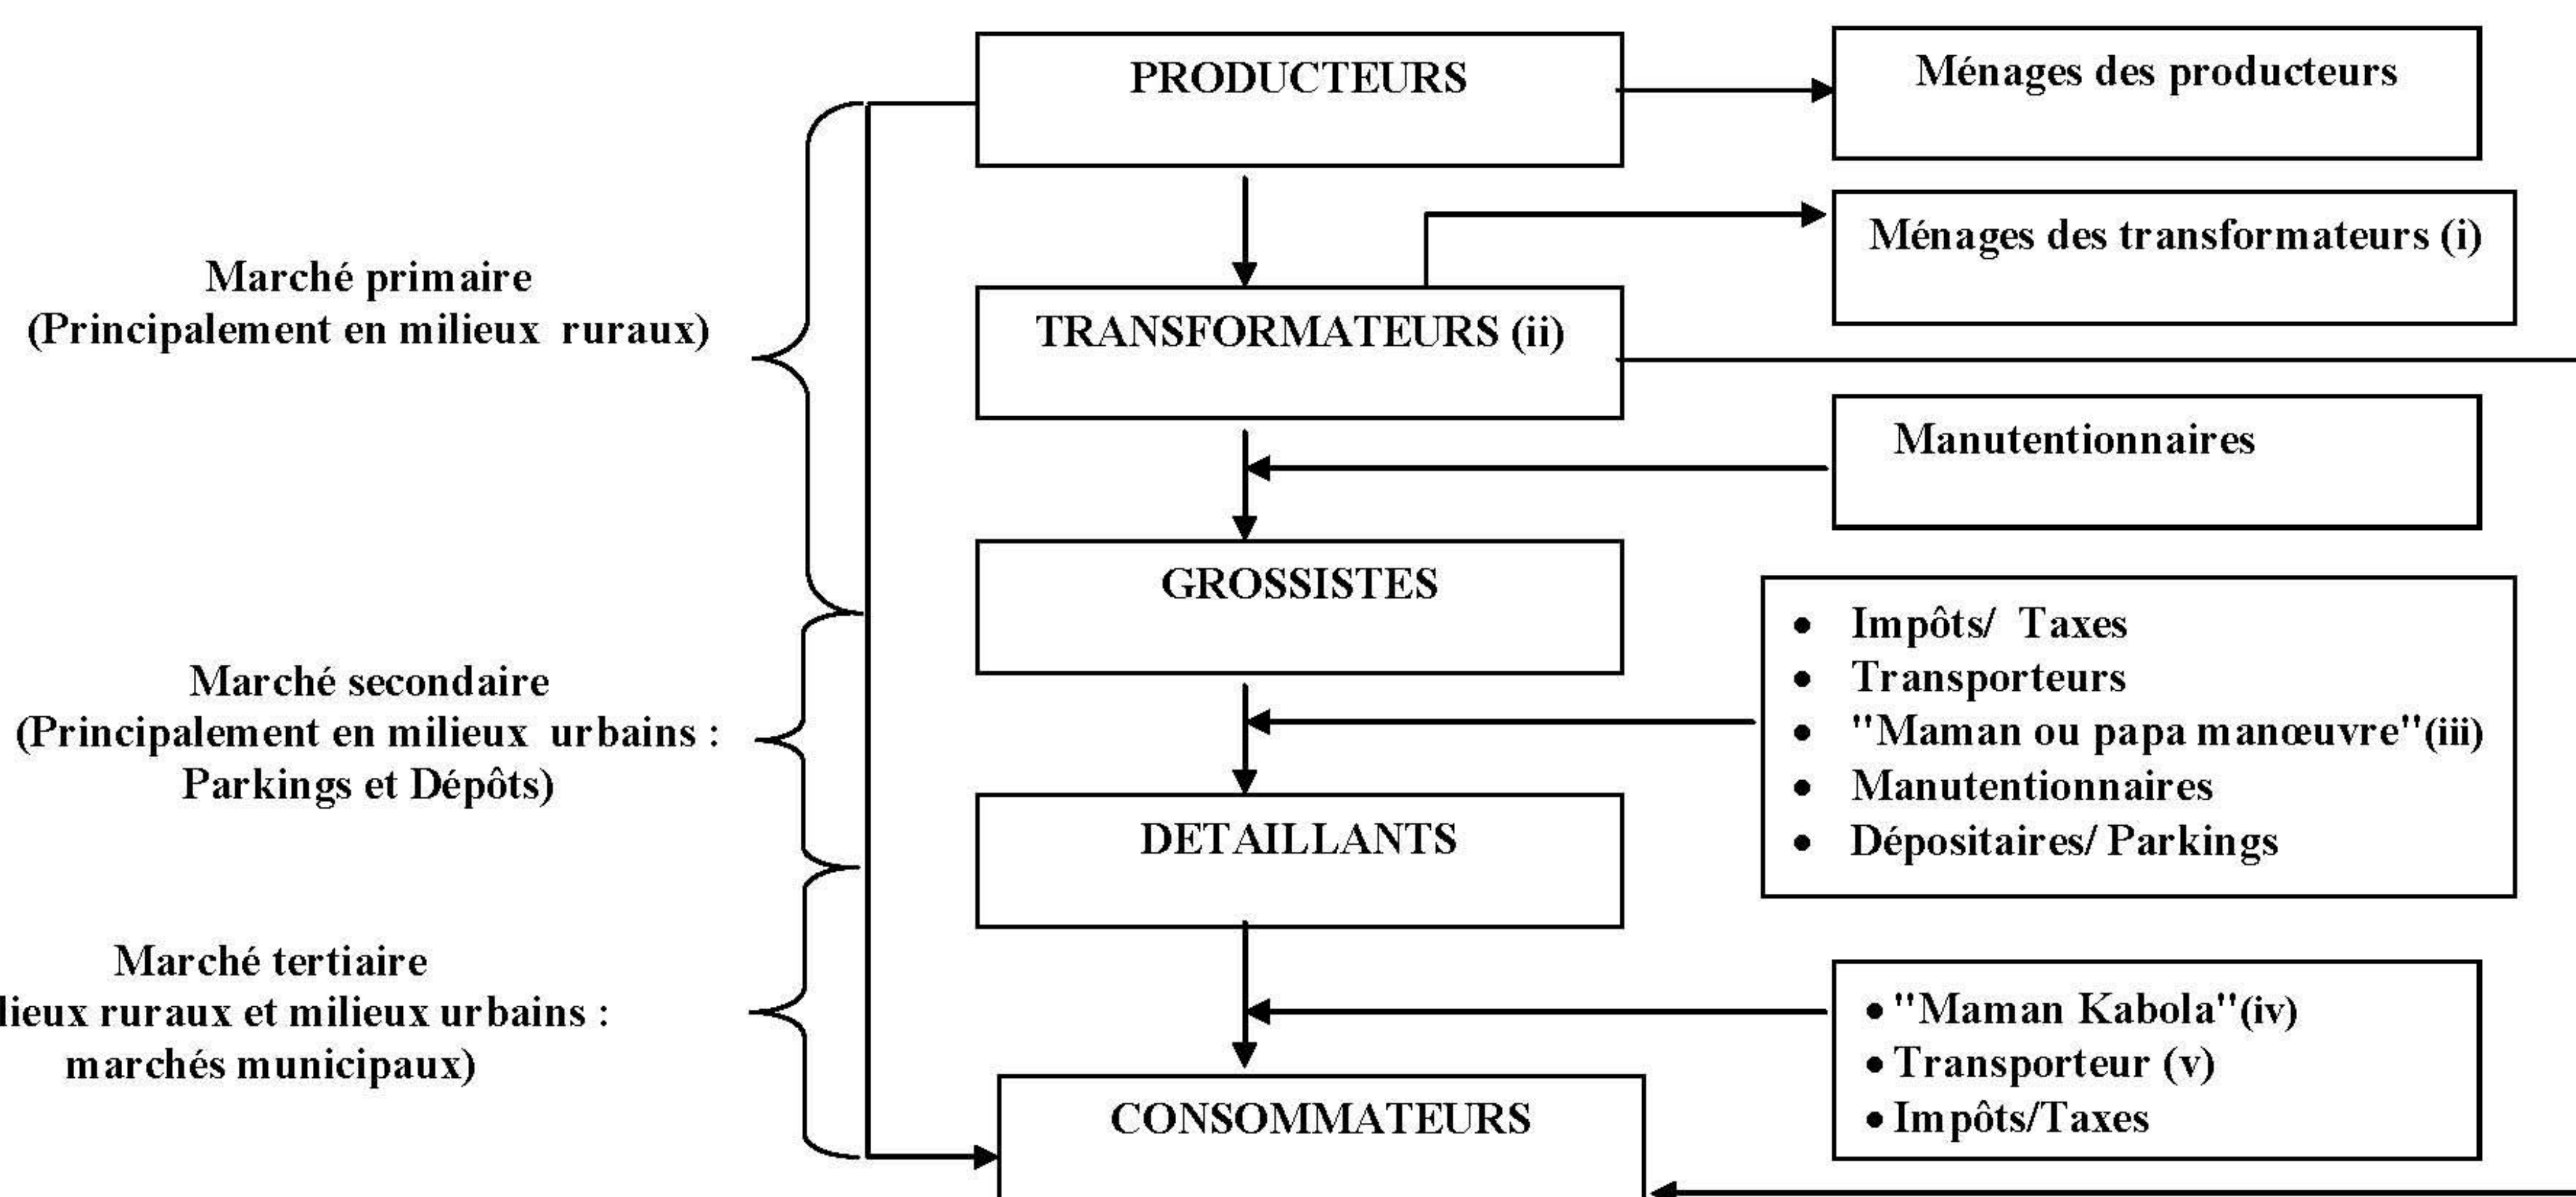 PRODUCTEURS
Ménages des producteurs
Ménages des transformateurs (i)
Marché primaire
(Principalement en milieux ruraux)
TRANSFORMATEURS (ii)
Manutentionnaires
GROSSISTES
Marché secondaire
(Principalement en milieux urbains :
Parkings et Dépôts)
• Impôts/ Taxes
• Transporteurs
• "Maman ou papa manœuvre"(iii)
• Manutentionnaires
• Dépositaires/ Parkings
DETAILLANTS
Marché tertiaire
lieux ruraux et milieux urbains :
marchés municipaux)
• "Maman Kabola"(iv)
• Transporteur (v)
• Impôts/Taxes
CONSOMMATEURS